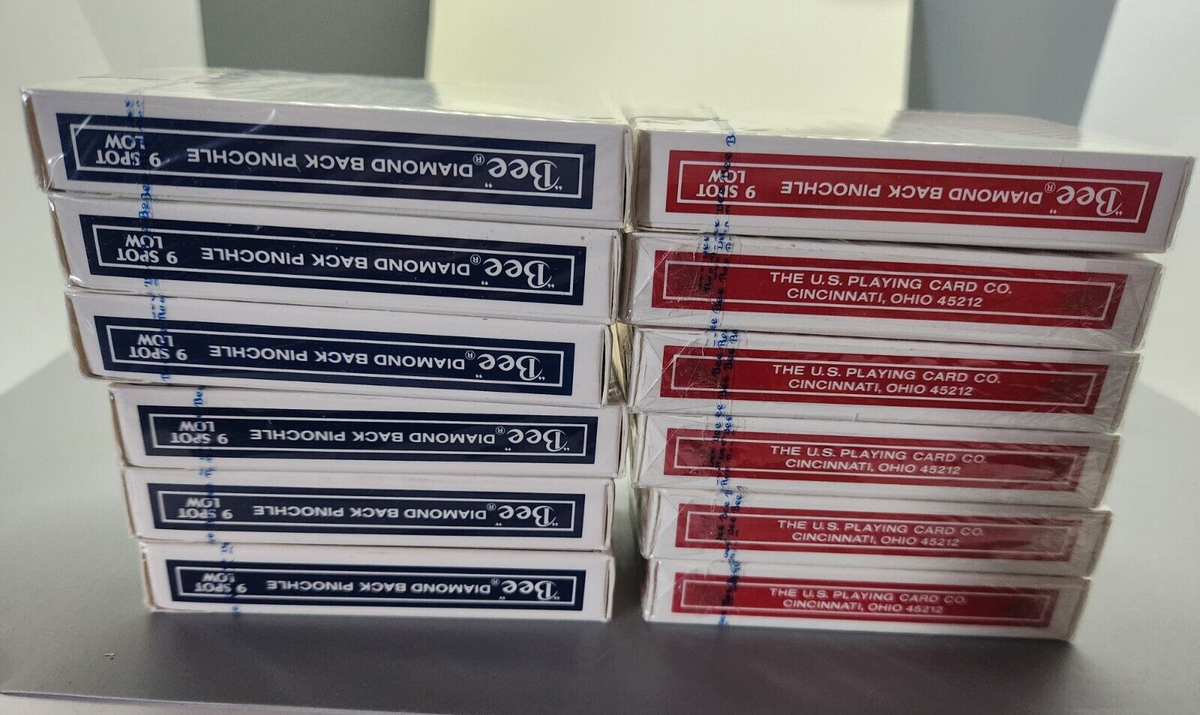 "Bee"® DIAMOND BACK PINOCHLE 9 SPOT LOW
"Bee"® DIAMOND BACK PINOCHLE 9 SPOT LOW
"Bee"® DIAMOND BACK PINOCHLE 9 SPOT LOW
"Bee"® DIAMOND BACK PINOCHLE 9 SPOT LOW
"Bee"® DIAMOND BACK PINOCHLE 9 SPOT LOW
"Bee"® DIAMOND BACK PINOCHLE 9 SPOT LOW
"Bee"® DIAMOND BACK PINOCHLE 9 SPOT LOW
THE U.S. PLAYING CARD CO.
CINCINNATI, OHIO 45212
THE U.S. PLAYING CARD CO.
CINCINNATI, OHIO 45212
THE U.S. PLAYING CARD CO.
CINCINNATI, OHIO 45212
THE U.S. PLAYING CARD CO.
CINCINNATI, OHIO 45212
THE U.S. PLAYING CARD CO.
CINCINNATI, OHIO 45212